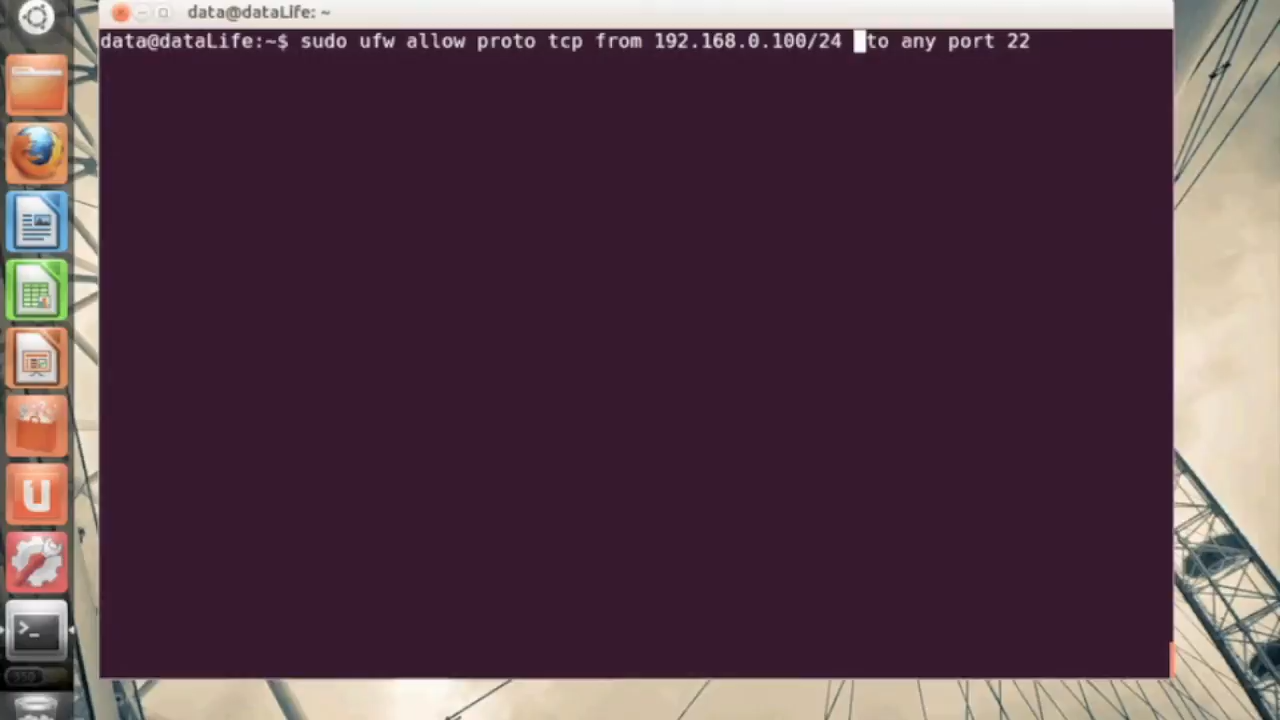 data@dataLife: ~
data@dataLife:~$ sudo ufw allow proto tcp from 192.168.0.100/24 to any port 22
U
>_